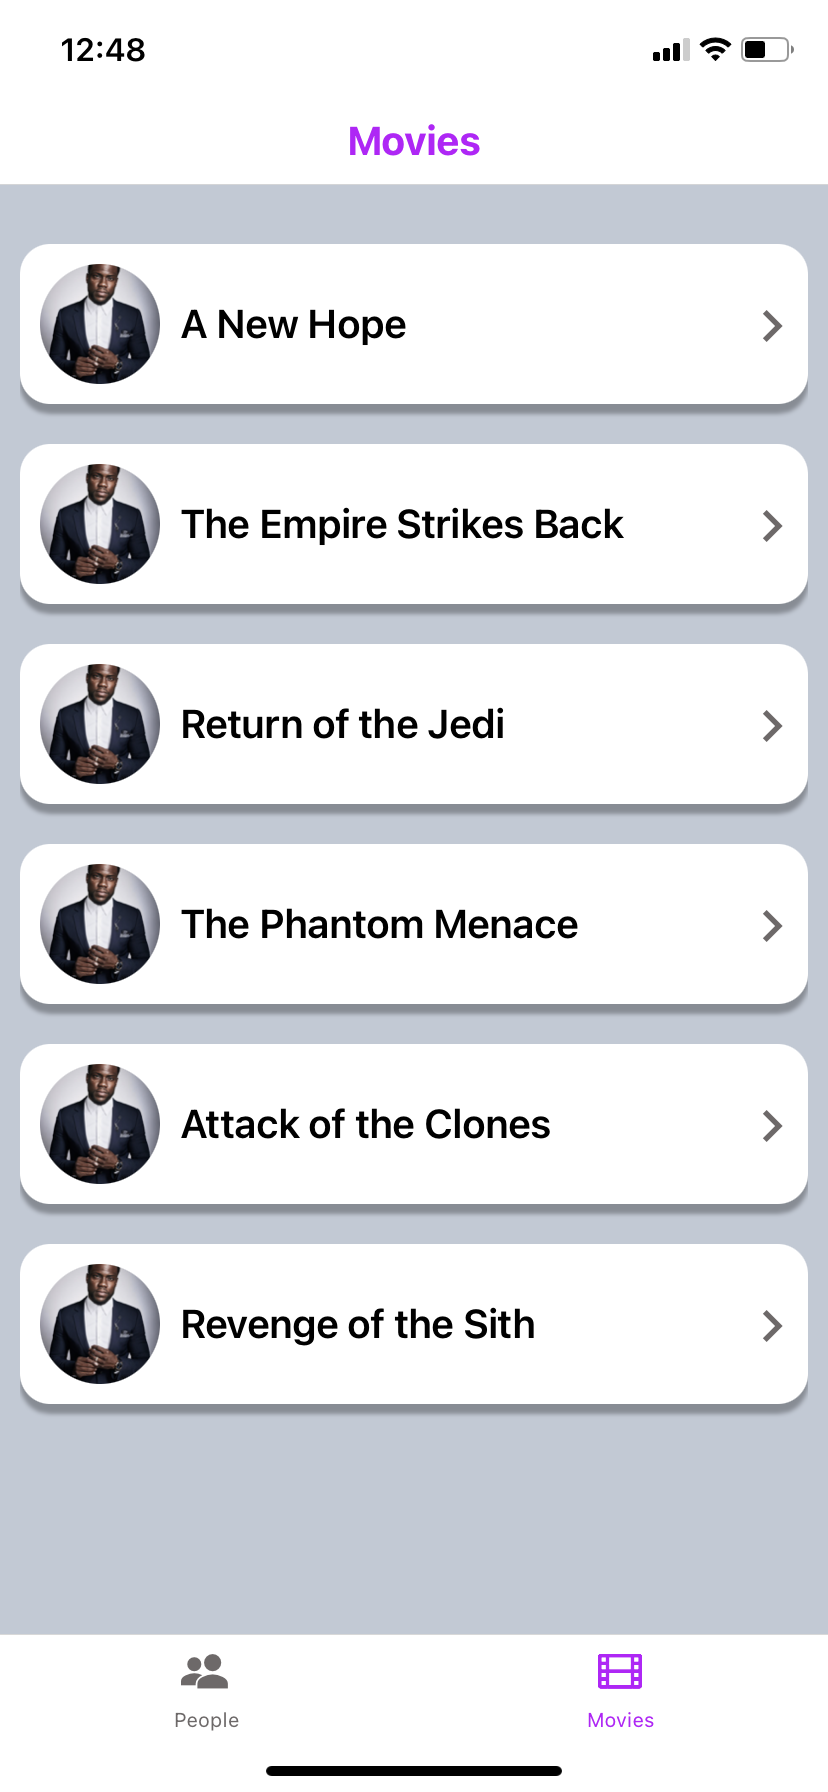 12:48
Movies
A New Hope
The Empire Strikes Back
Return of the Jedi
The Phantom Menace
Attack of the Clones
Revenge of the Sith
People
Movies